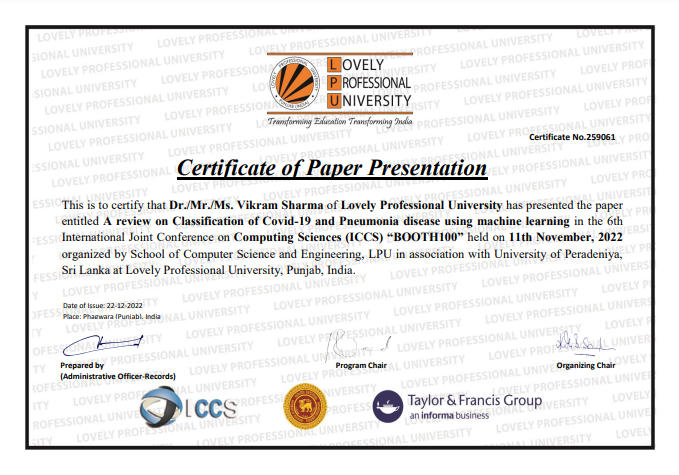 LOVELY
PROFESSIONAL
UNIVERSITY
Transforming Education Transforming India
Certificate No.259061
Certificate of Paper Presentation
This is to certify that Dr./Mr./Ms. Vikram Sharma of Lovely Professional University has presented the paper
entitled A review on Classification of Covid-19 and Pneumonia disease using machine learning in the 6th
International Joint Conference on Computing Sciences (ICCS) “BOOTH100” held on 11th November, 2022
organized by School of Computer Science and Engineering, LPU in association with University of Peradeniya,
Sri Lanka at Lovely Professional University, Punjab, India.
Date of Issue: 22-12-2022
Place: Phagwara (Punjab), India
Prepared by
(Administrative Officer-Records)
Program Chair
Organizing Chair
ICCS
Taylor & Francis Group
an informa business